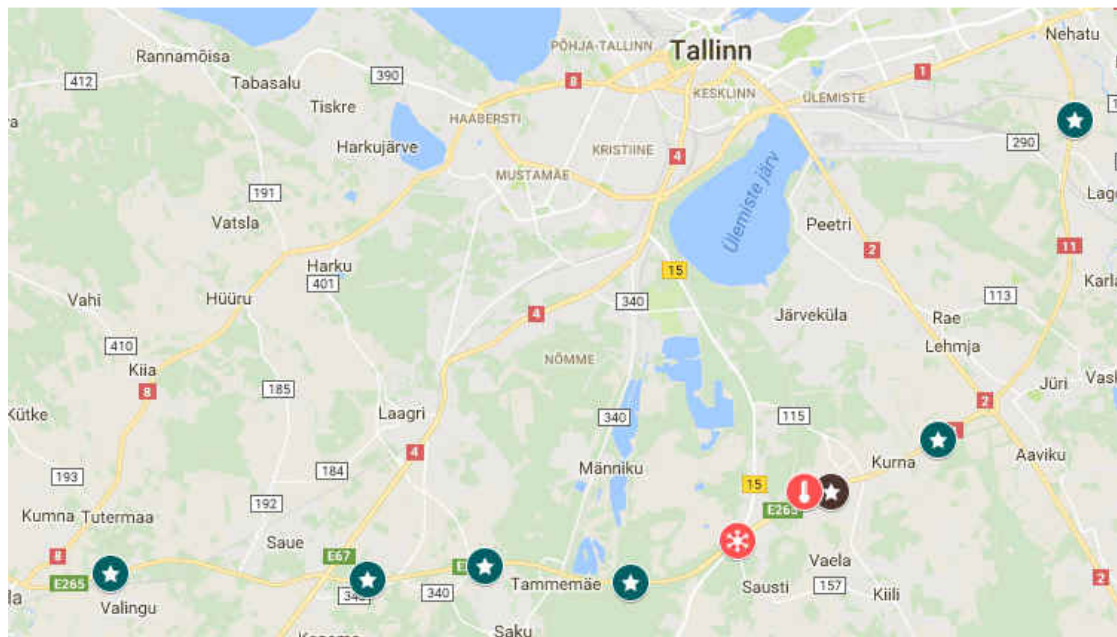 Nehatu
PÕHJA-TALLINN
Tallinn
Rannamõisa
412
390
Tabasalu
8
1
KESKLINN
ÜLEMISTE
Tiskre
HAABERSTI
290
Harkujärve
KRISTIINE
4
MUSTAMÄE
191
Ülemiste järv
Vatsla
Peetri
2
11
Harku
401
15
Vahi
Hüüru
340
113
4
Järveküla
Rae
410
Lehmja
NÕMME
Kiia
8
185
Jüri
2
Laagri
340
115
4
Kurna
Aaviku
193
184
Männiku
15
192
E265
Kumna
Tutermaa
Saue
8
E67
Vaela
2
E265
Tammemäe
Sausti
157
Kiili
340
Valingu
Saku